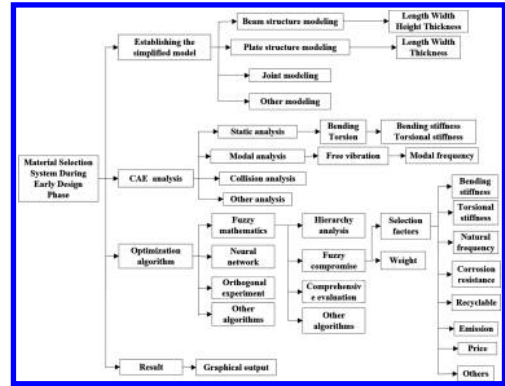 Material Selection
System During
Early Design
Phase
Establishing the
simplified model
Beam structure modeling
Length Width
Height Thickness
Plate structure modeling
Length Width
Thickness
Joint modeling
Other modeling
CAE analysis
Static analysis
Bending
Torsion
Bending stiffness
Torsional stiffness
Modal analysis
Free vibration
Modal frequency
Collision analysis
Other analysis
Optimization
algorithm
Fuzzy
mathematics
Neural
network
Orthogonal
experiment
Other
algorithms
Hierarchy
analysis
Fuzzy
compromise
Comprehensiv
e evaluation
Other
algorithms
Selection
factors
Weight
Bending
stiffness
Torsional
stiffness
Natural
frequency
Corrosion
resistance
Recyclable
Emission
Price
Others
Result
Graphical output